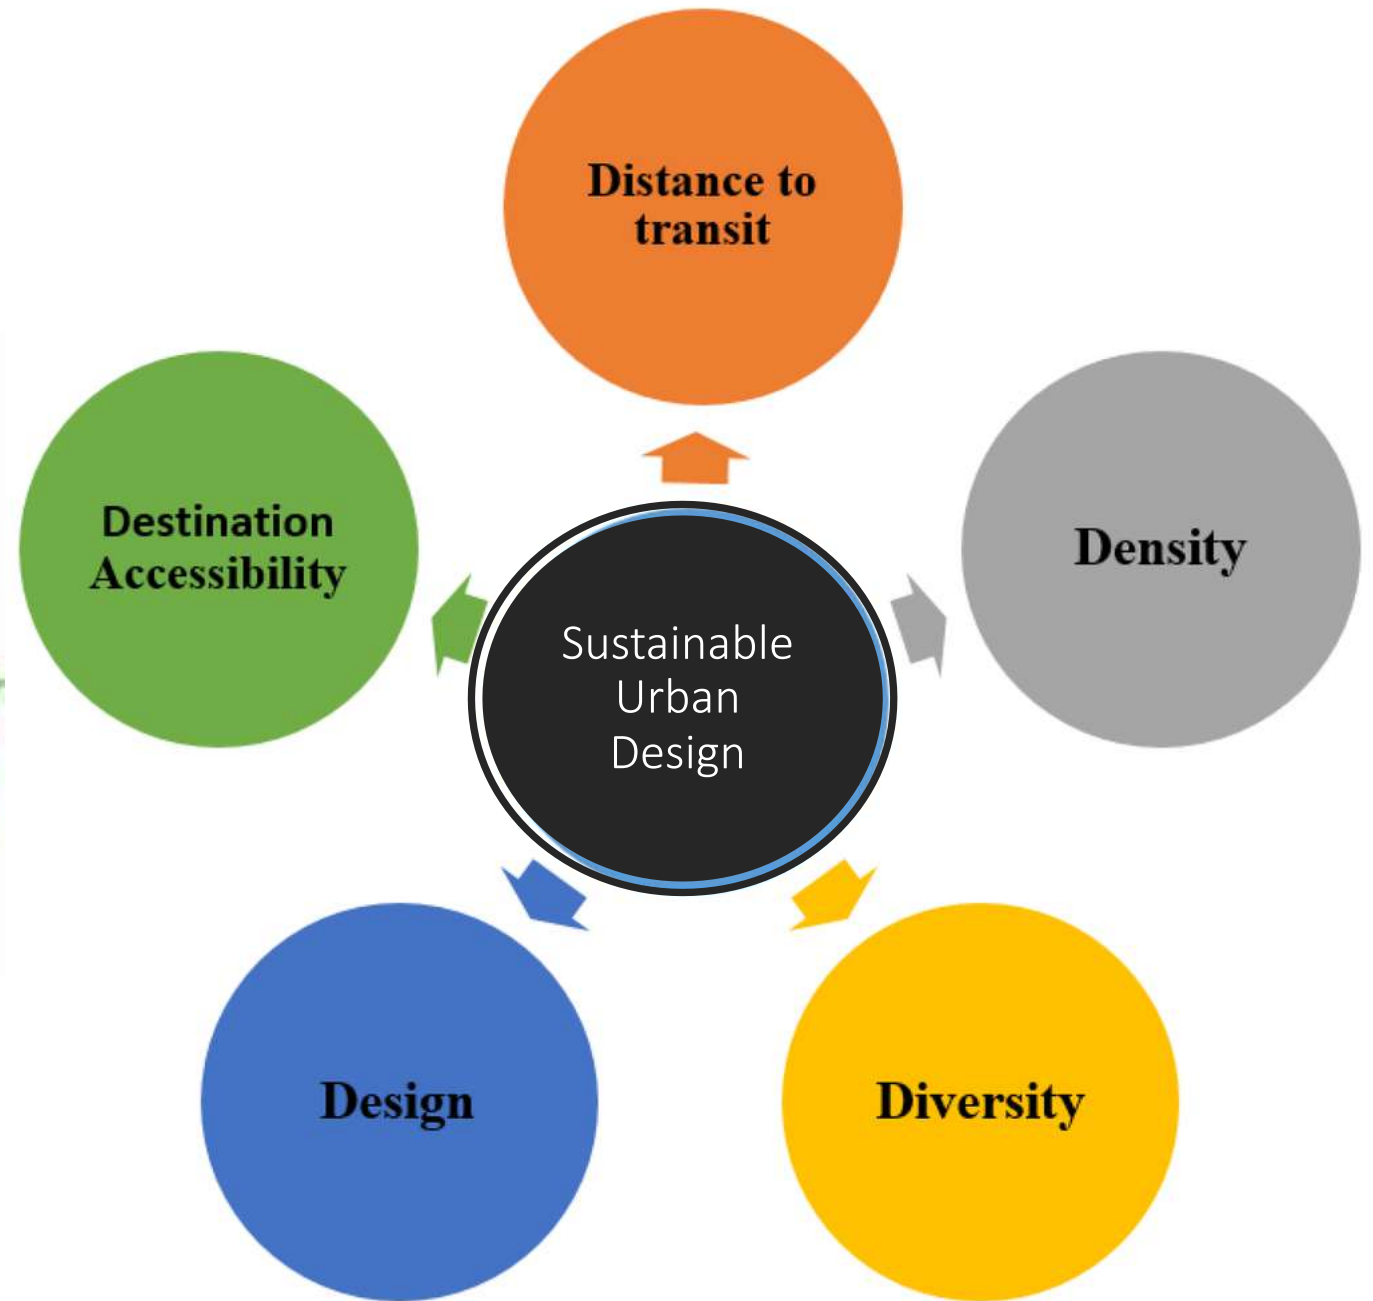 Distance to
transit
Destination
Accessibility
Density
Sustainable
Urban
Design
Design
Diversity